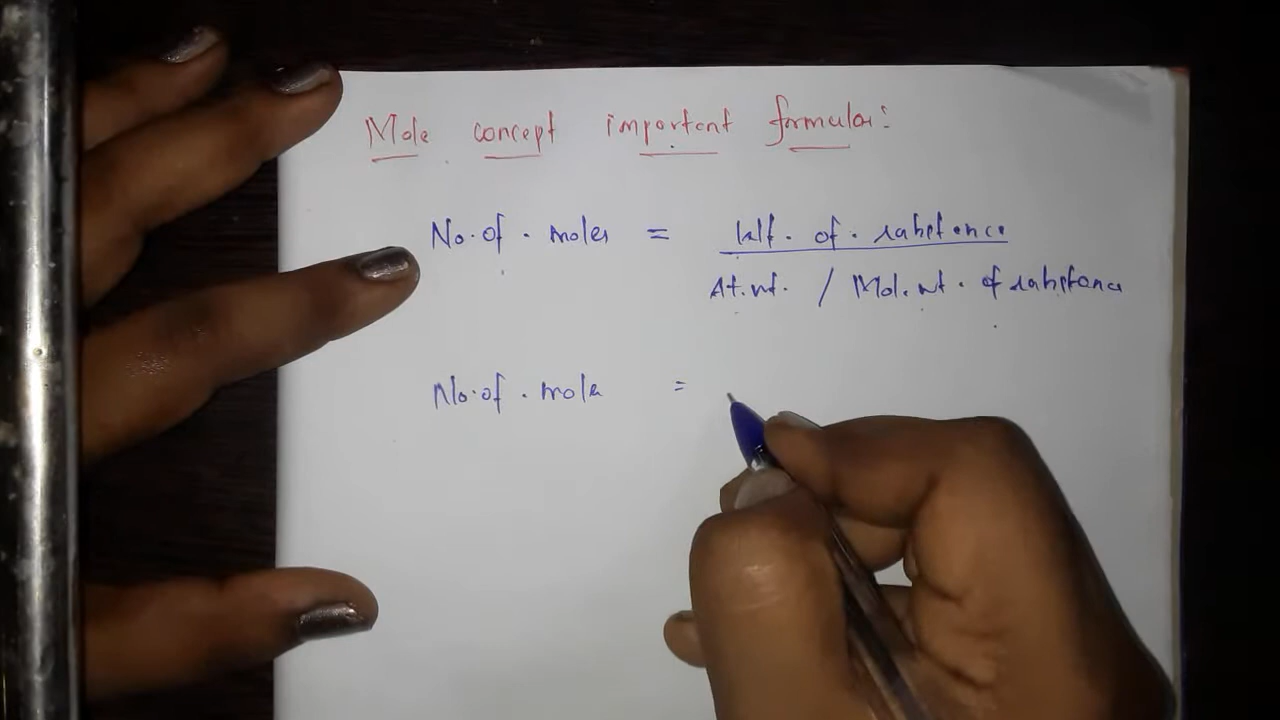 Mole concept important formulas:
No.of. moles = Wt. of. substance
At.wt. / Mol.wt. of substance
No.of. mole =